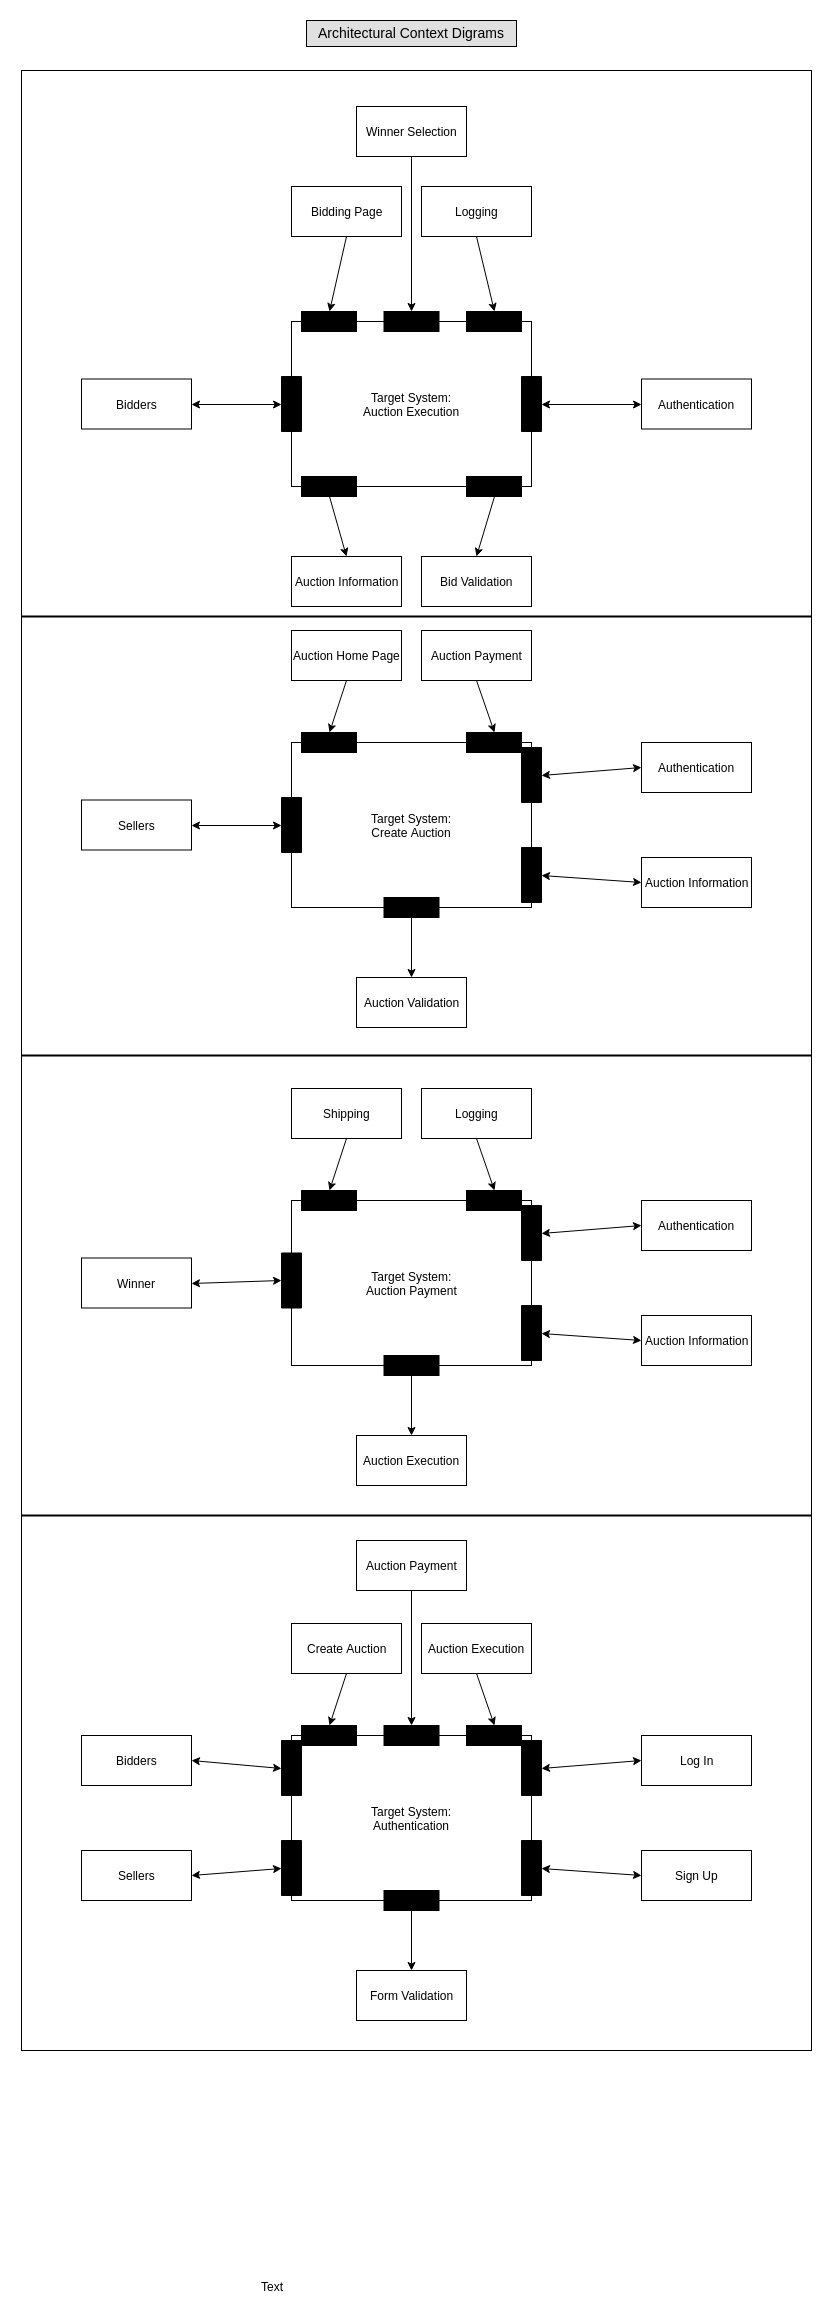 Architectural Context Digrams
Winner Selection
Bidding Page
Logging
Bidders
Target System:
Auction Execution
Authentication
Auction Information
Bid Validation
Auction Home Page
Auction Payment
Authentication
Sellers
Target System:
Create Auction
Auction Information
Auction Validation
Shipping
Logging
Authentication
Winner
Target System:
Auction Payment
Auction Information
Auction Execution
Auction Payment
Create Auction
Auction Execution
Bidders
Log In
Target System:
Authentication
Sellers
Sign Up
Form Validation
Text